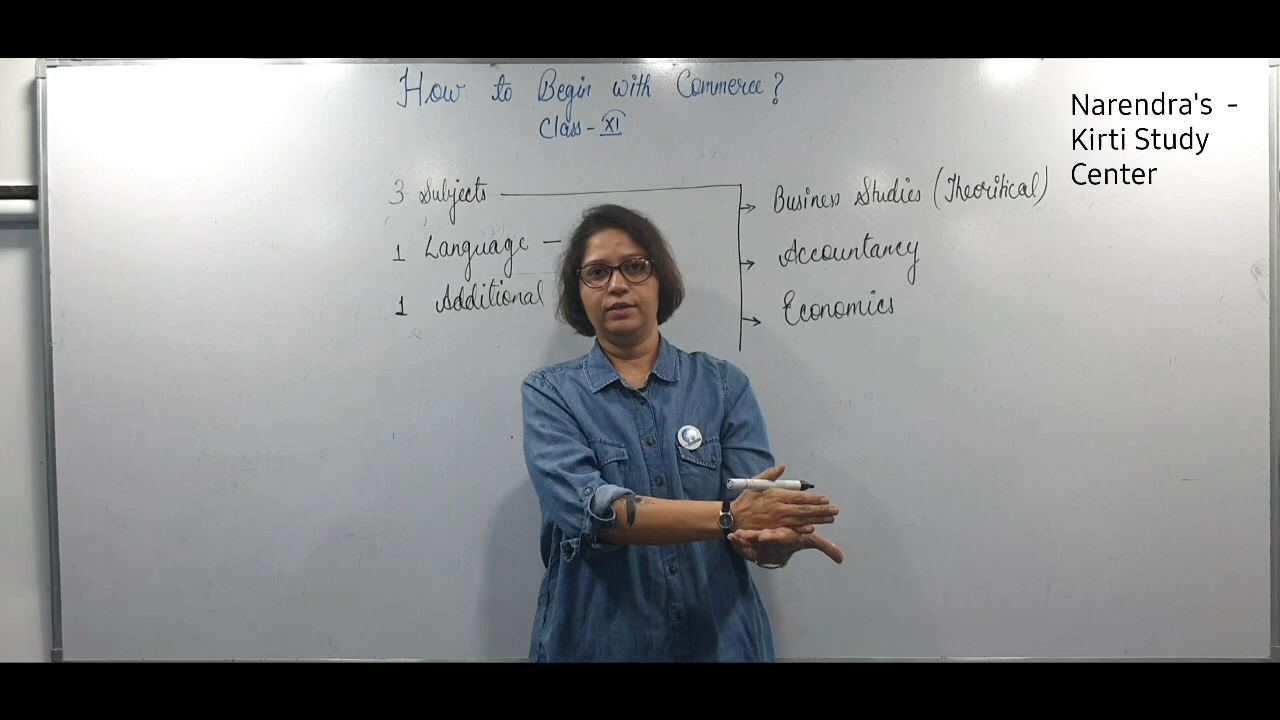 How to Begin with Commerce?
Class - XI
Narendra's -
Kirti Study
Center
3 Subjects
1 Language -
1 Additional
Business Studies (Theoritical)
Accountancy
Economics